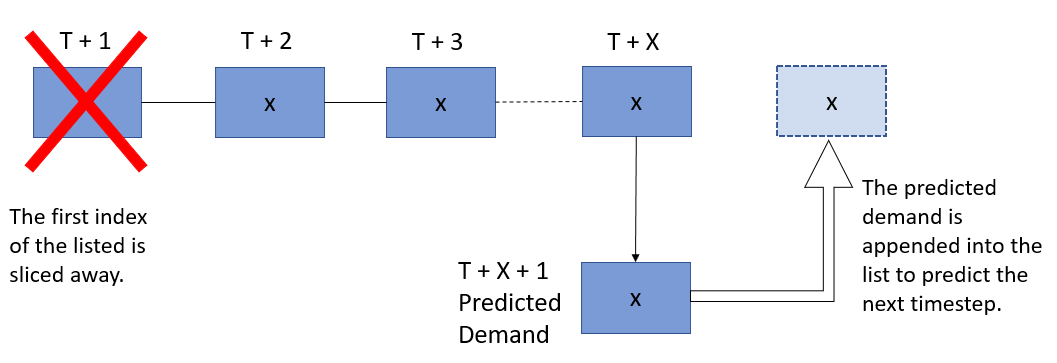 T + 1
T + 2
T + 3
T + X
x
x
x
x
The first index
of the listed is
sliced away.
The predicted
demand is
appended into the
list to predict the
next timestep.
T + X + 1
Predicted
Demand
x